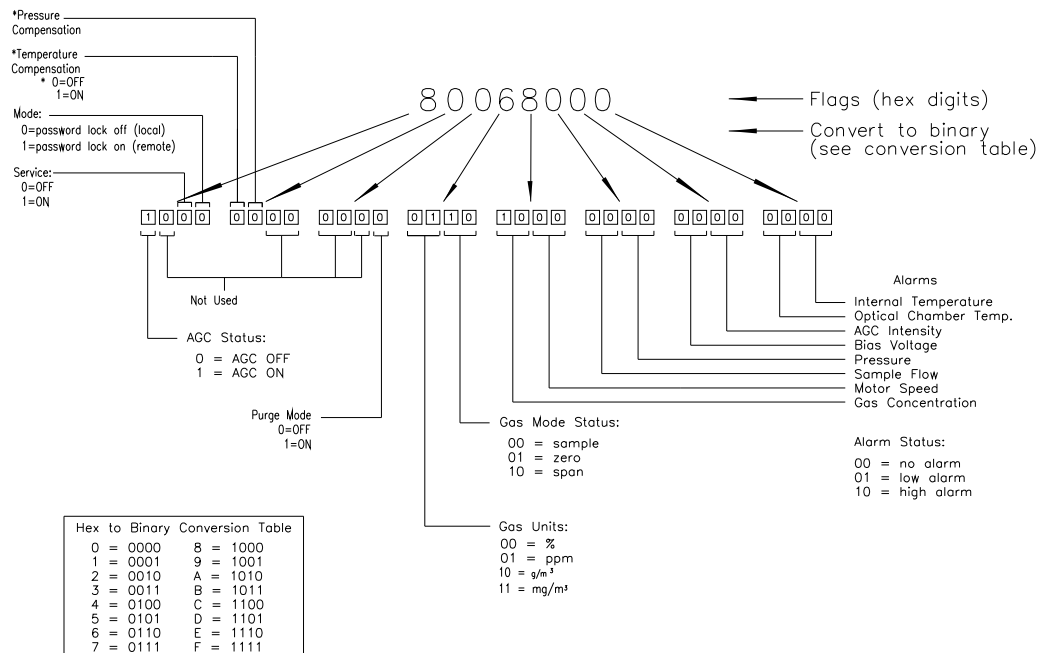 *Pressure
Compensation
*Temperature
Compensation
* 0=OFF
1=ON
Mode:
0=password lock off (local)
1=password lock on (remote)
Service:
0=OFF
1=ON
80068000
Flags (hex digits)
Convert to binary
(see conversion table)
1000 0000 0000 0110 1000 0000 0000 0000
Not Used
AGC Status:
0 = AGC OFF
1 = AGC ON
Purge Mode
0=OFF
1=ON
Gas Mode Status:
00 = sample
01 = zero
10 = span
Gas Units:
00 = %
01 = ppm
10 = g/m³
11 = mg/m³
Alarms
Internal Temperature
Optical Chamber Temp.
AGC Intensity
Bias Voltage
Pressure
Sample Flow
Motor Speed
Gas Concentration
Alarm Status:
00 = no alarm
01 = low alarm
10 = high alarm
Hex to Binary Conversion Table
0 = 0000 8 = 1000
1 = 0001 9 = 1001
2 = 0010 A = 1010
3 = 0011 B = 1011
4 = 0100 C = 1100
5 = 0101 D = 1101
6 = 0110 E = 1110
7 = 0111 F = 1111